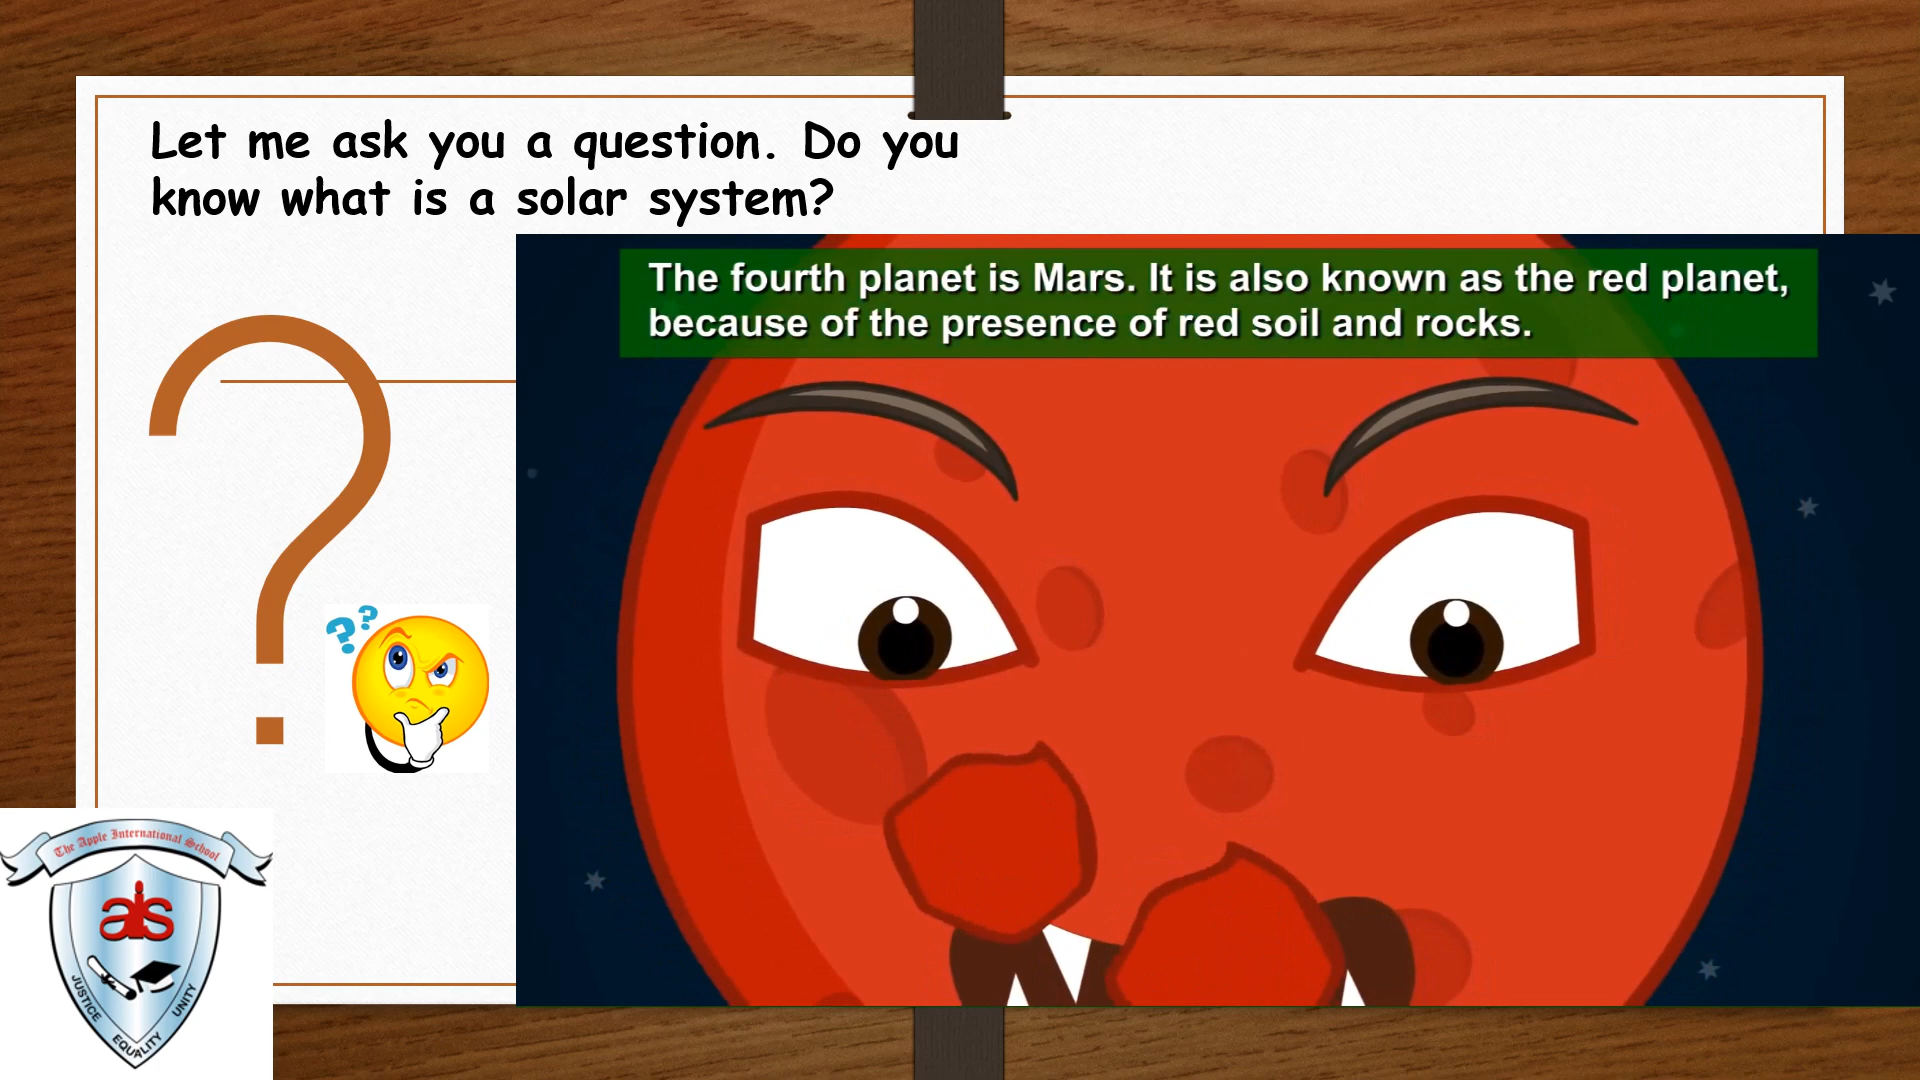 Let me ask you a question. Do you
know what is a solar system?
The fourth planet is Mars. It is also known as the red planet,
because of the presence of red soil and rocks.
?
? ?
The Apple International School
ais
JUSTICE
EQUALITY
UNITY